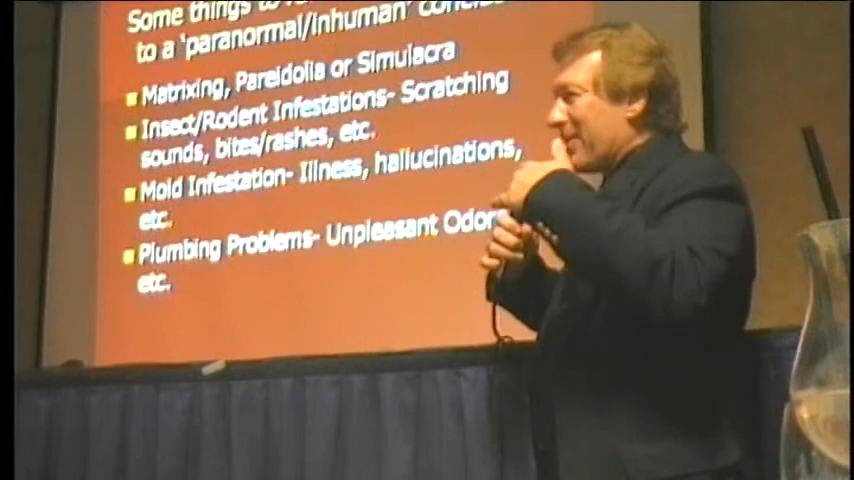 Some things to
to a 'paranormal/inhuman'
Matrixing, Pareidolia or Simulacra
Insect/Rodent Infestations- Scratching
sounds, bites/rashes, etc.
Mold Infestation- Illness, hallucinations,
etc.
Plumbing Problems- Unpleasant Odors,
etc.